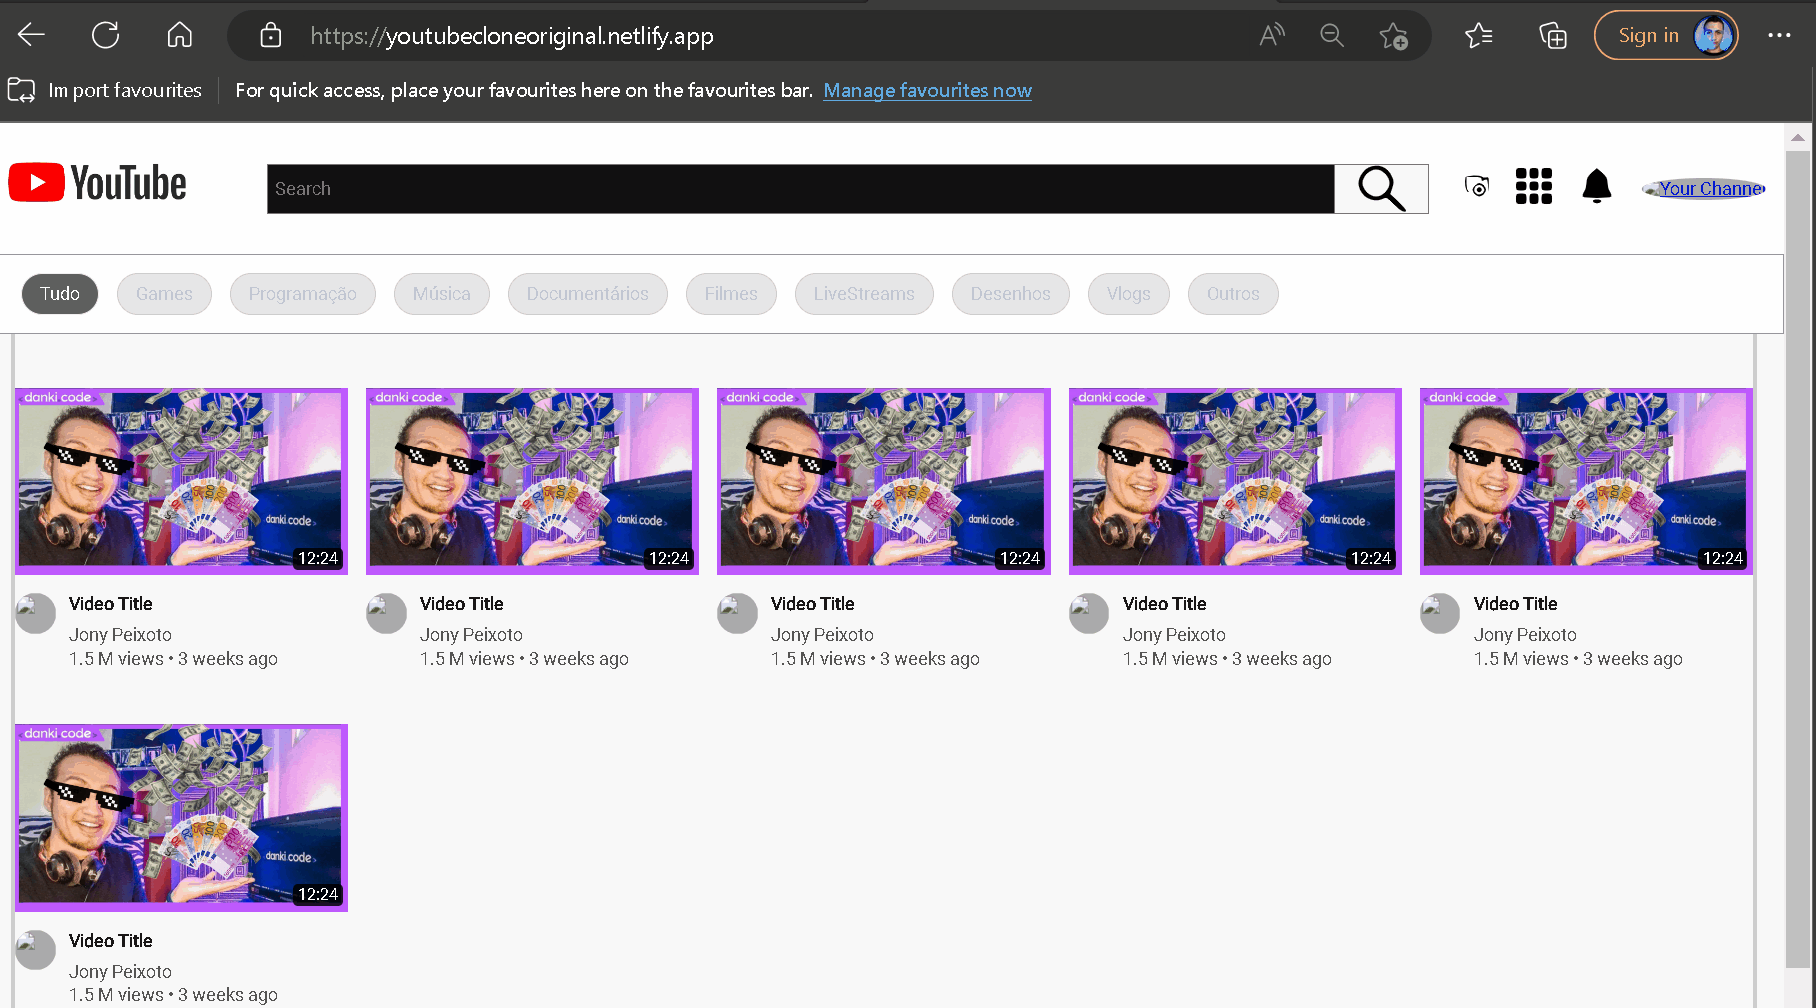 https://youtubecloneoriginal.netlify.app
Sign in
Import favourites
For quick access, place your favourites here on the favourites bar. Manage favourites now
YouTube
Search
Your Channe
Tudo Games Programação Música Documentários Filmes LiveStreams Desenhos Vlogs Outros
danki code danki code danki code danki code danki code
danki.code danki.code danki.code danki.code danki.code
12:24 12:24 12:24 12:24 12:24
Video Title Video Title Video Title Video Title Video Title
Jony Peixoto Jony Peixoto Jony Peixoto Jony Peixoto Jony Peixoto
1.5 M views • 3 weeks ago 1.5 M views • 3 weeks ago 1.5 M views • 3 weeks ago 1.5 M views • 3 weeks ago 1.5 M views • 3 weeks ago
danki code
danki.code
12:24
Video Title
Jony Peixoto
1.5 M views • 3 weeks ago